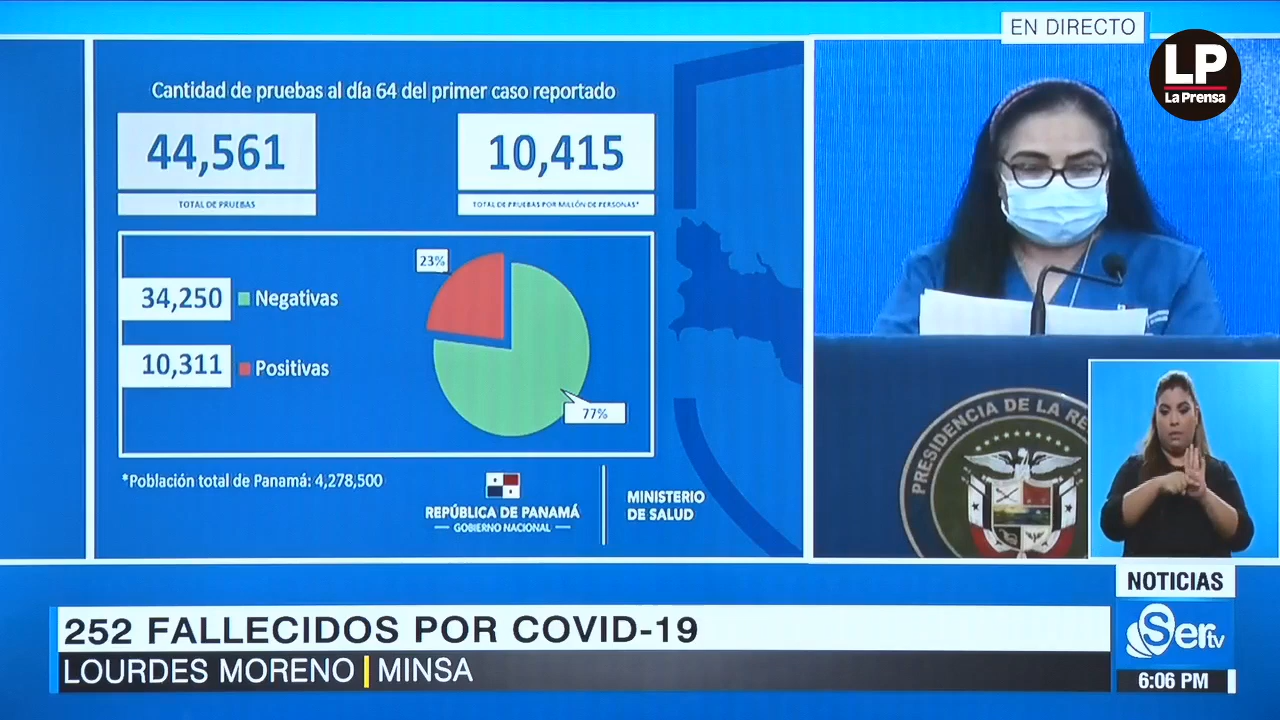 EN DIRECTO
LP
La Prensa
Cantidad de pruebas al día 64 del primer caso reportado
44,561
TOTAL DE PRUEBAS
10,415
TOTAL DE PRUEBAS POR MILLÓN DE PERSONAS*
34,250
Negativas
10,311
Positivas
23%
77%
*Población total de Panamá: 4,278,500
REPÚBLICA DE PANAMÁ
— GOBIERNO NACIONAL —
MINISTERIO
DE SALUD
PRESIDENCIA DE LA RE
252 FALLECIDOS POR COVID-19
LOURDES MORENO | MINSA
NOTICIAS
Sertv
6:06 PM